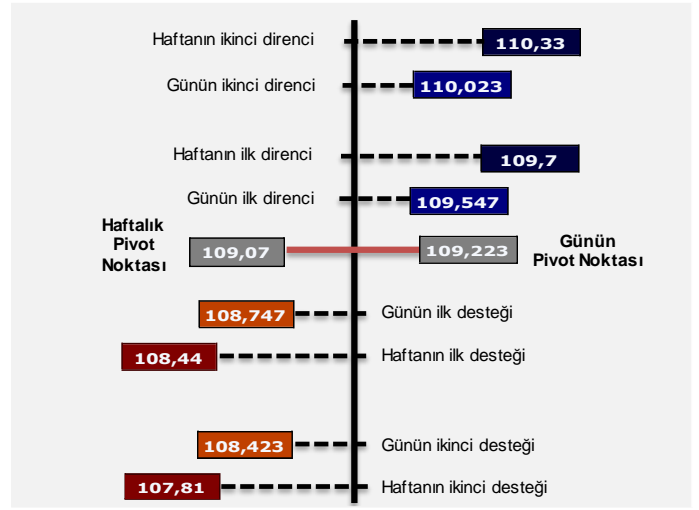 Haftanın ikinci direnci
110,33
Günün ikinci direnci
110,023
Haftanın ilk direnci
109,7
Günün ilk direnci
109,547
Haftalık
Pivot
Noktası
109,07
109,223
Günün
Pivot Noktası
108,747
Günün ilk desteği
108,44
Haftanın ilk desteği
108,423
Günün ikinci desteği
107,81
Haftanın ikinci desteği